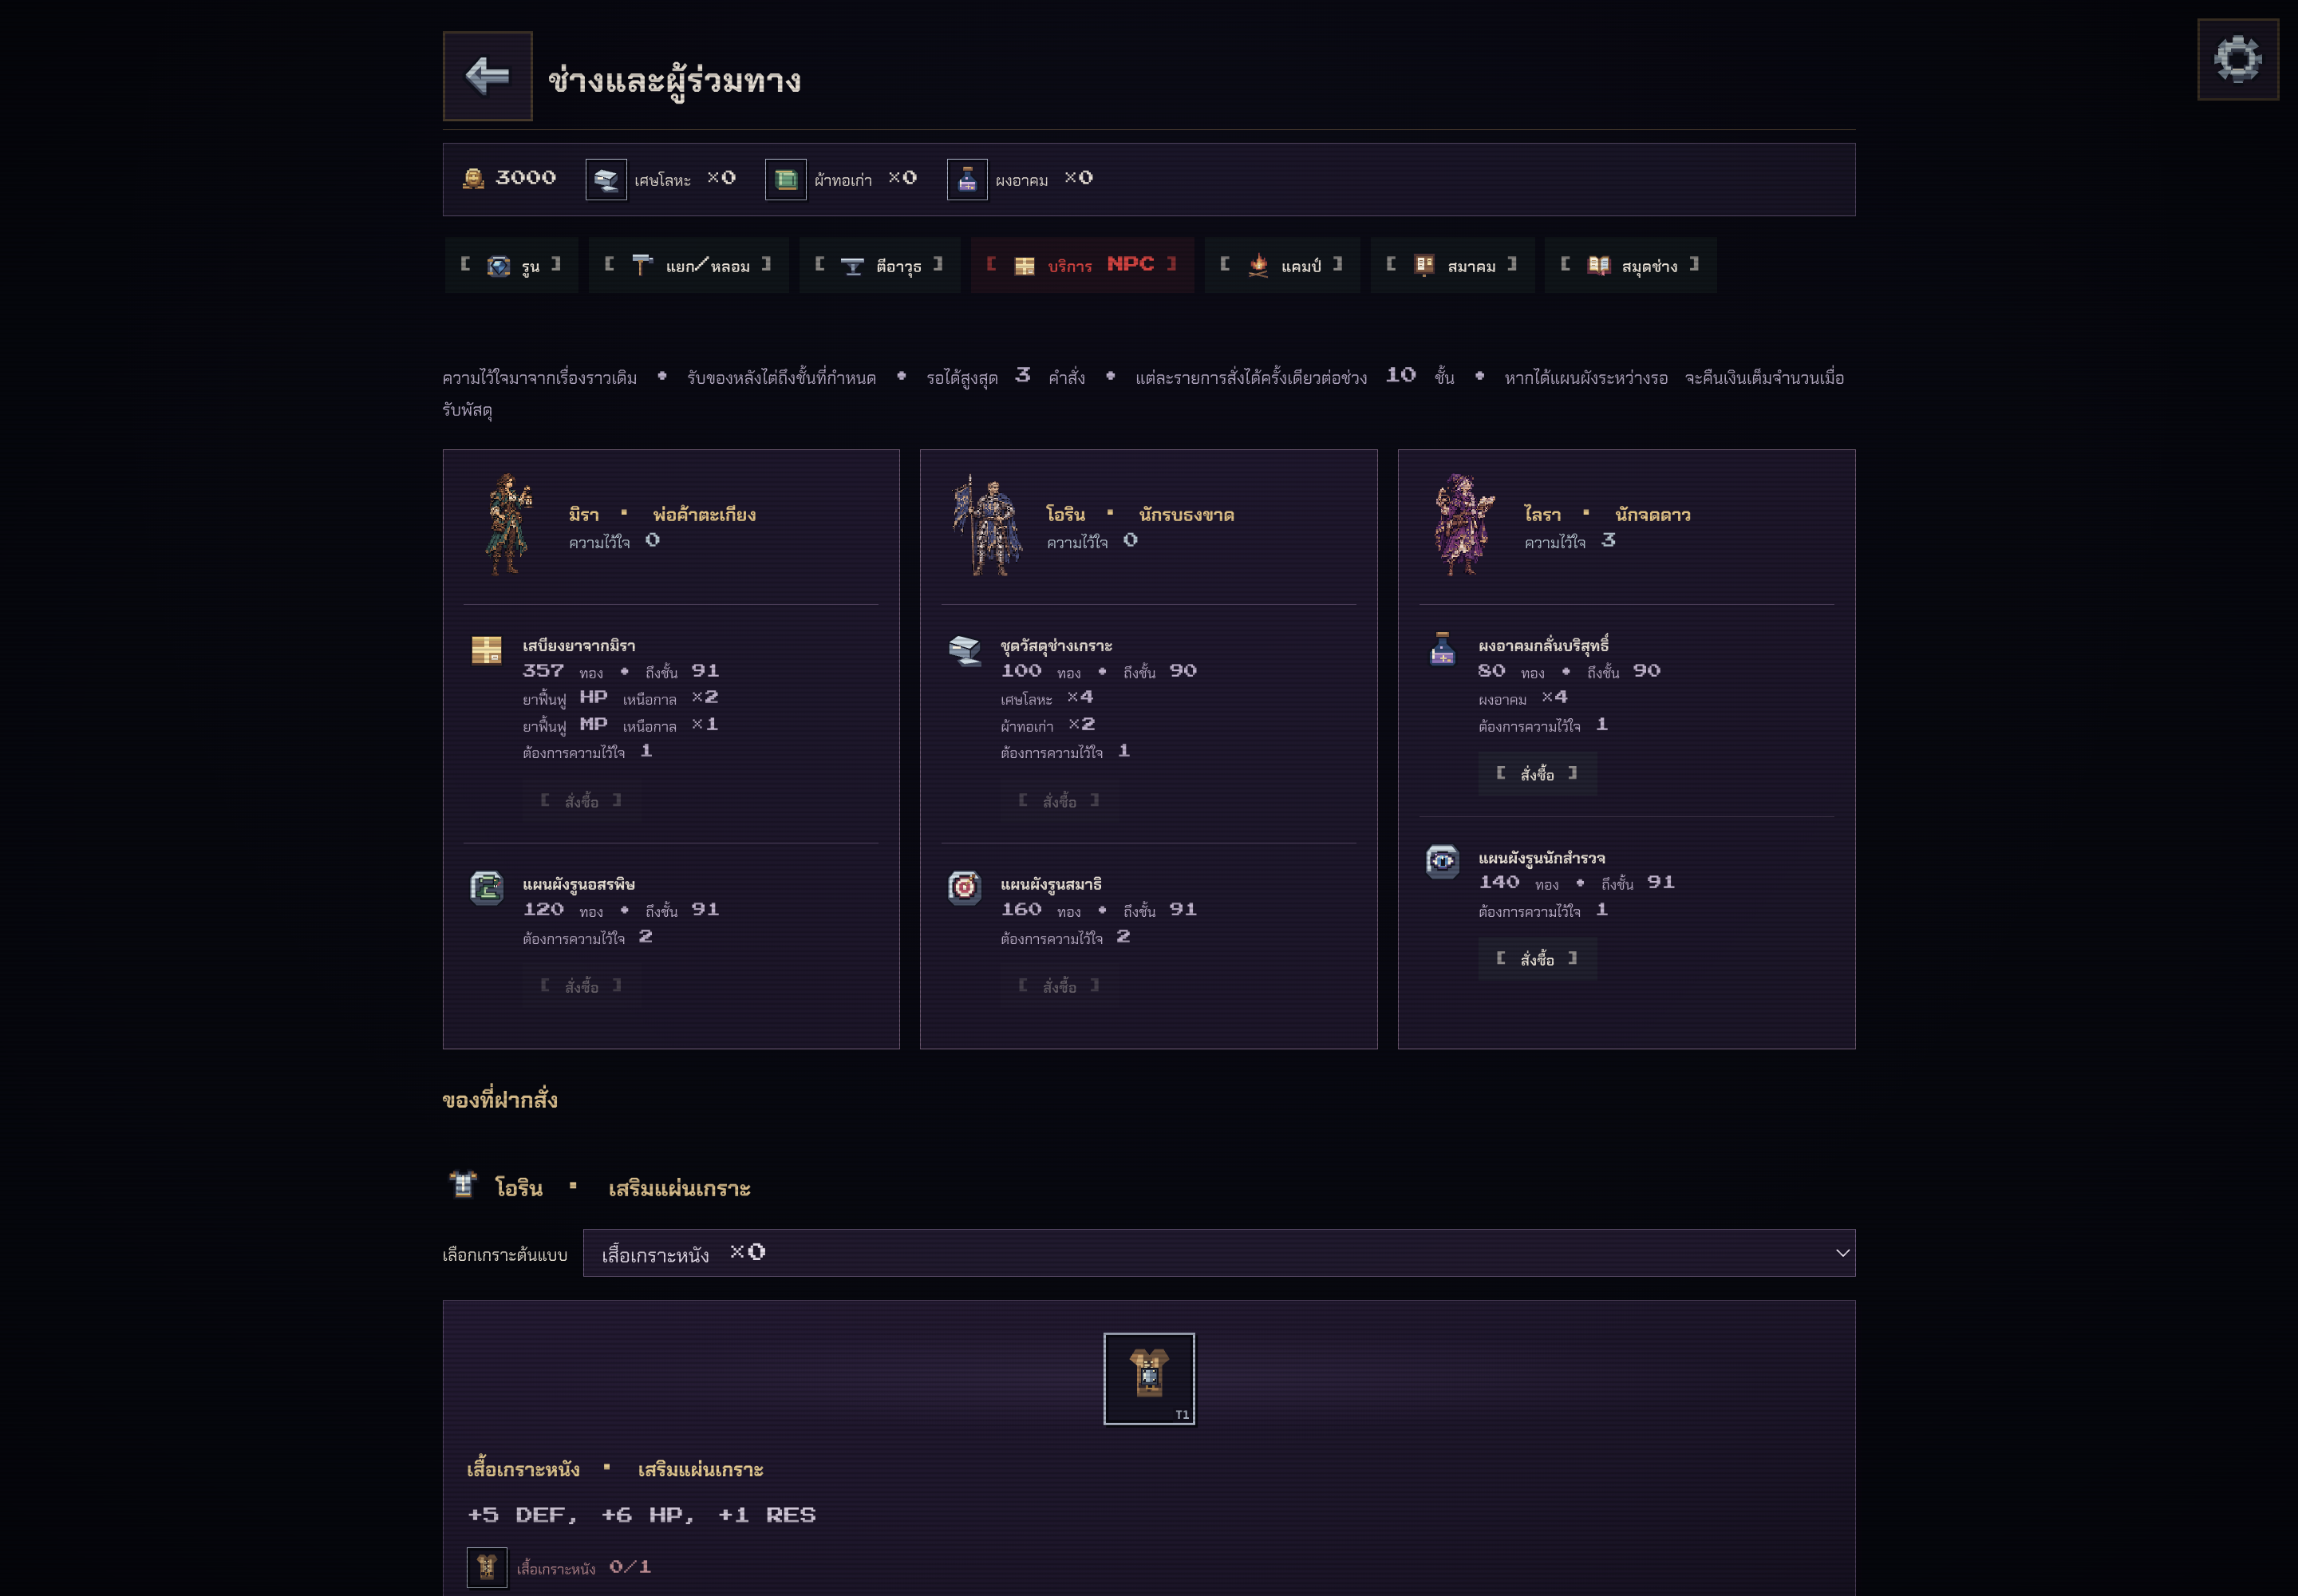 ช่างและผู้ร่วมทาง
3000 เศษโลหะ ×0 ผ้าทอเก่า ×0 ผงอาคม ×0
[ รูน ] [ แยก/หลอม ] [ ตีอาวุธ ] [ บริการ NPC ] [ แคมป์ ] [ สมาคม ] [ สมุดช่าง ]
ความไว้ใจมาจากเรื่องราวเดิม • รับของหลังไต่ถึงชั้นที่กำหนด • รอได้สูงสุด 3 คำสั่ง • แต่ละรายการสั่งได้ครั้งเดียวต่อช่วง 10 ชั้น • หากได้แผนผังระหว่างรอ จะคืนเงินเต็มจำนวนเมื่อ
รับพัสดุ
มิรา · พ่อค้าตะเกียง
ความไว้ใจ 0
เสบียงยาจากมิรา
357 ทอง • ถึงชั้น 91
ยาฟื้นฟู HP เหนือกาล ×2
ยาฟื้นฟู MP เหนือกาล ×1
ต้องการความไว้ใจ 1
[ สั่งซื้อ ]
แผนผังรูนอสรพิษ
120 ทอง • ถึงชั้น 91
ต้องการความไว้ใจ 2
[ สั่งซื้อ ]
โอริน · นักรบธงขาด
ความไว้ใจ 0
ชุดวัสดุช่างเกราะ
100 ทอง • ถึงชั้น 90
เศษโลหะ ×4
ผ้าทอเก่า ×2
ต้องการความไว้ใจ 1
[ สั่งซื้อ ]
แผนผังรูนสมาธิ
160 ทอง • ถึงชั้น 91
ต้องการความไว้ใจ 2
[ สั่งซื้อ ]
ไลรา · นักจดดาว
ความไว้ใจ 3
ผงอาคมกลั่นบริสุทธิ์
80 ทอง • ถึงชั้น 90
ผงอาคม ×4
ต้องการความไว้ใจ 1
[ สั่งซื้อ ]
แผนผังรูนนักสำรวจ
140 ทอง • ถึงชั้น 91
ต้องการความไว้ใจ 1
[ สั่งซื้อ ]
ของที่ฝากสั่ง
โอริน · เสริมแผ่นเกราะ
เลือกเกราะต้นแบบ เสื้อเกราะหนัง ×0
T1
เสื้อเกราะหนัง · เสริมแผ่นเกราะ
+5 DEF, +6 HP, +1 RES
เสื้อเกราะหนัง 0/1